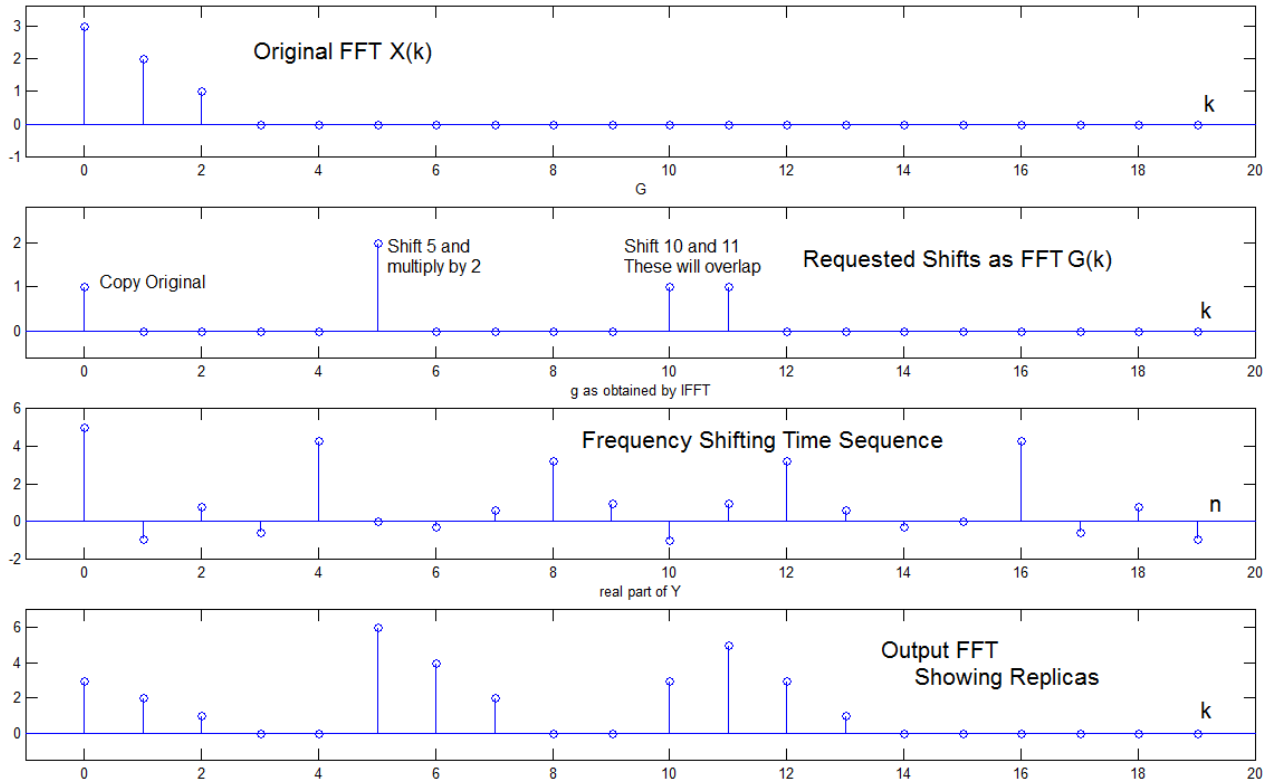 3
2
1
0
-1
Original FFT X(k)
k
0 2 4 6 8 10 12 14 16 18 20
G
2
1
0
Copy Original
Shift 5 and
multiply by 2
Shift 10 and 11
These will overlap
Requested Shifts as FFT G(k)
k
0 2 4 6 8 10 12 14 16 18 20
g as obtained by IFFT
6
4
2
0
-2
Frequency Shifting Time Sequence
n
0 2 4 6 8 10 12 14 16 18 20
real part of Y
6
4
2
0
Output FFT
Showing Replicas
k
0 2 4 6 8 10 12 14 16 18 20